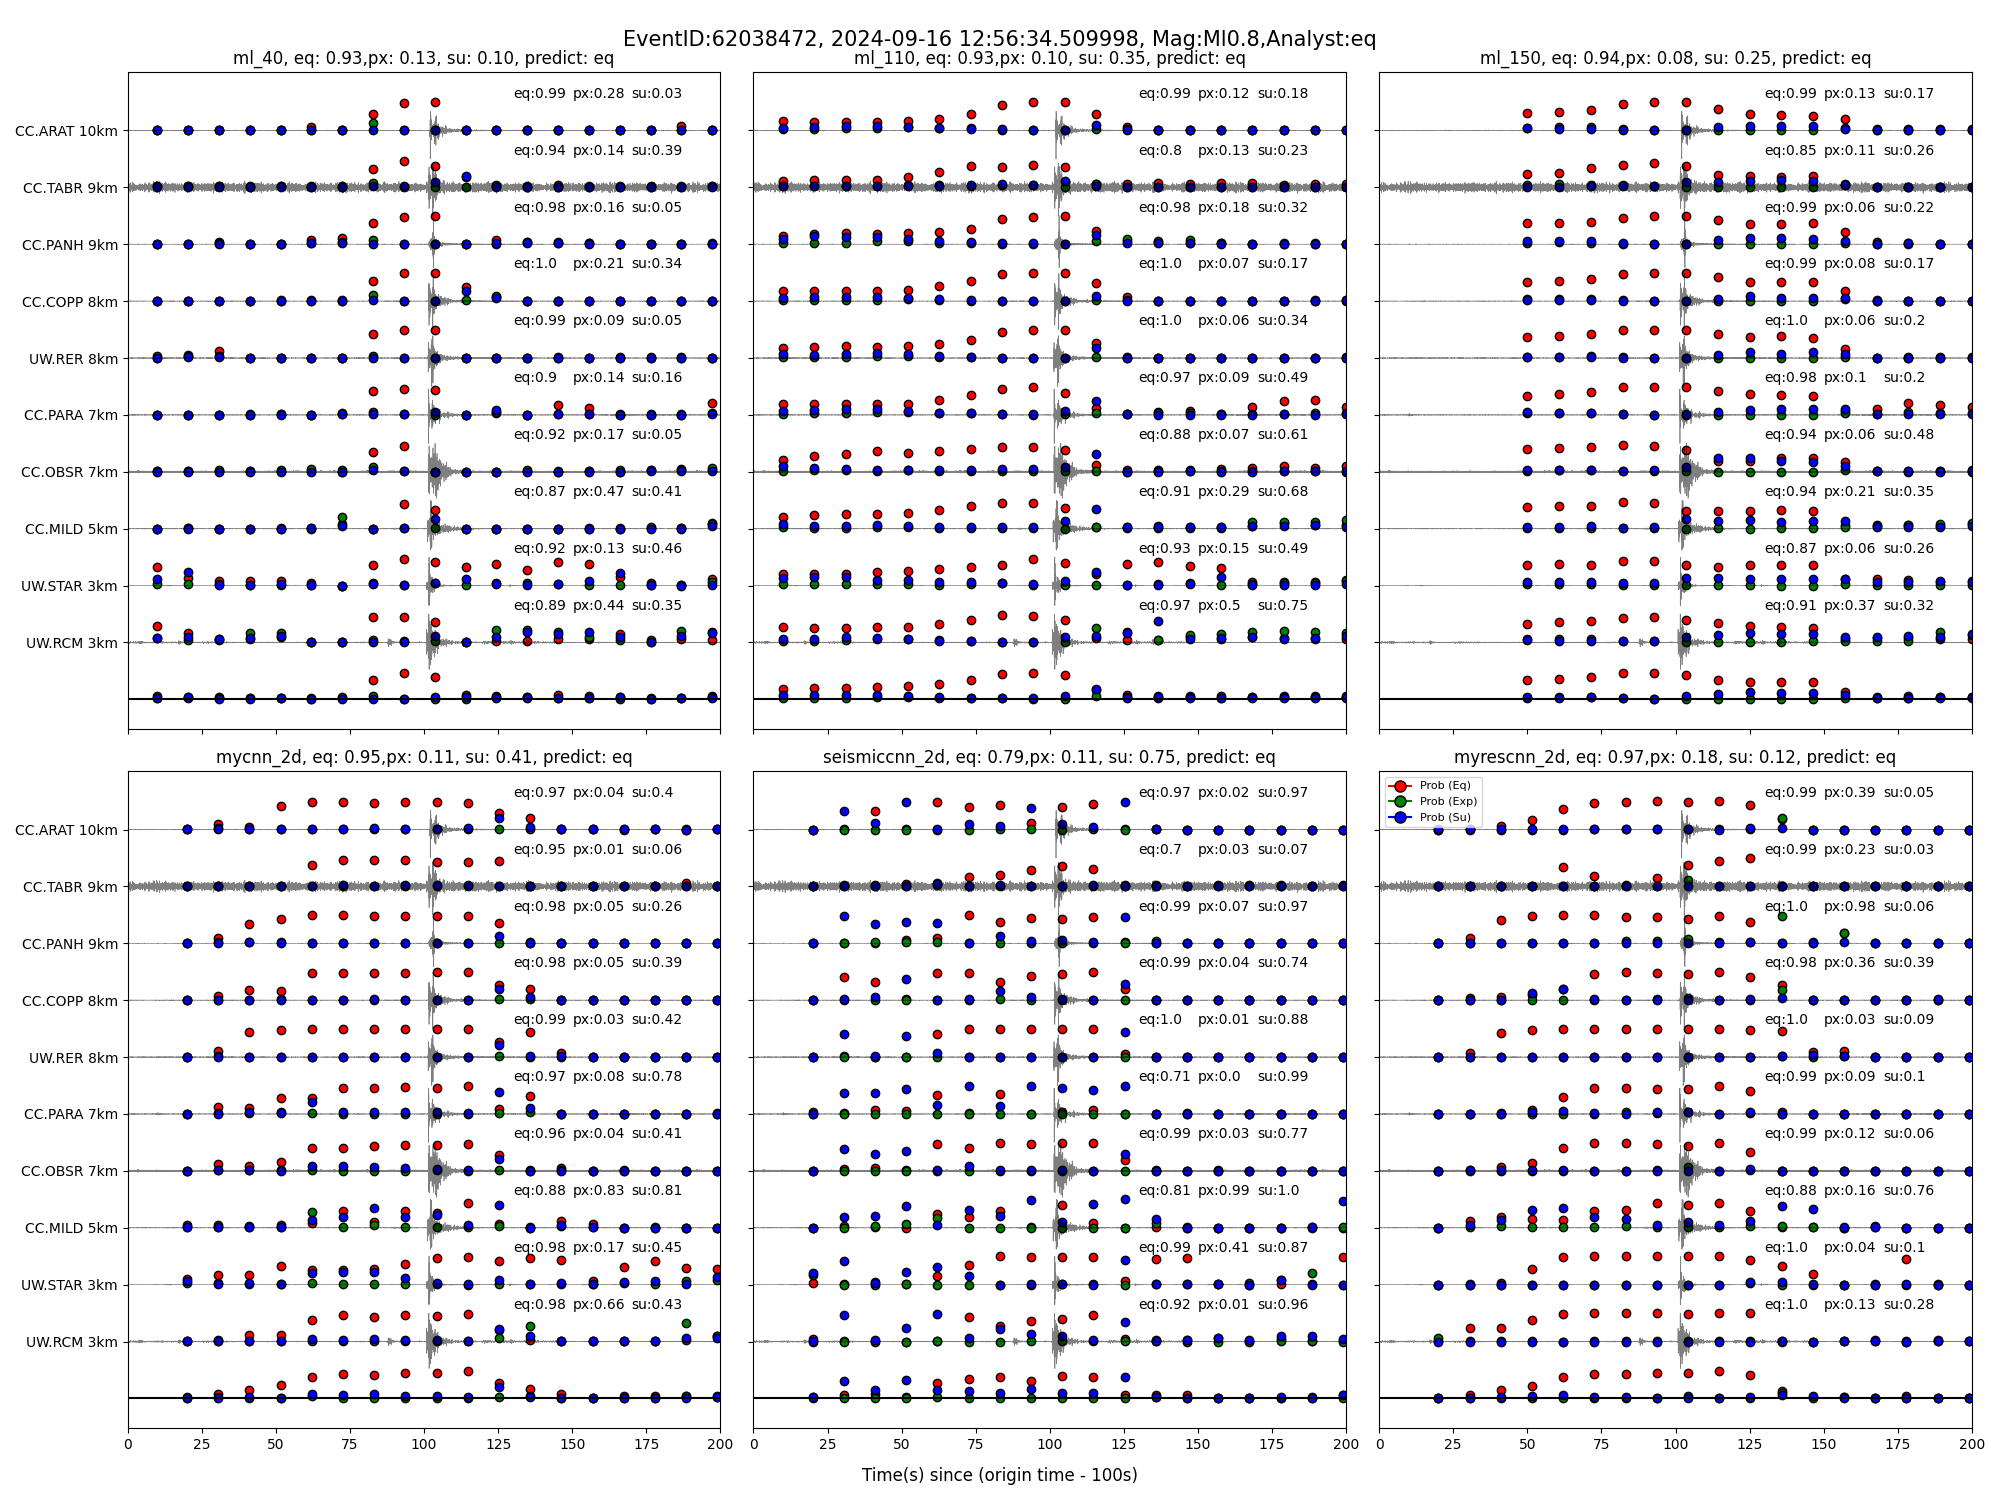 EventID:62038472, 2024-09-16 12:56:34.509998, Mag:Ml0.8,Analyst:eq
ml_40, eq: 0.93,px: 0.13, su: 0.10, predict: eq
CC.ARAT 10km
eq:0.99 px:0.28 su:0.03
CC.TABR 9km
eq:0.94 px:0.14 su:0.39
CC.PANH 9km
eq:0.98 px:0.16 su:0.05
CC.COPP 8km
eq:1.0 px:0.21 su:0.34
UW.RER 8km
eq:0.99 px:0.09 su:0.05
CC.PARA 7km
eq:0.9 px:0.14 su:0.16
CC.OBSR 7km
eq:0.92 px:0.17 su:0.05
CC.MILD 5km
eq:0.87 px:0.47 su:0.41
UW.STAR 3km
eq:0.92 px:0.13 su:0.46
UW.RCM 3km
eq:0.89 px:0.44 su:0.35
ml_110, eq: 0.93,px: 0.10, su: 0.35, predict: eq
eq:0.99 px:0.12 su:0.18
eq:0.8 px:0.13 su:0.23
eq:0.98 px:0.18 su:0.32
eq:1.0 px:0.07 su:0.17
eq:1.0 px:0.06 su:0.34
eq:0.97 px:0.09 su:0.49
eq:0.88 px:0.07 su:0.61
eq:0.91 px:0.29 su:0.68
eq:0.93 px:0.15 su:0.49
eq:0.97 px:0.5 su:0.75
ml_150, eq: 0.94,px: 0.08, su: 0.25, predict: eq
eq:0.99 px:0.13 su:0.17
eq:0.85 px:0.11 su:0.26
eq:0.99 px:0.06 su:0.22
eq:0.99 px:0.08 su:0.17
eq:1.0 px:0.06 su:0.2
eq:0.98 px:0.1 su:0.2
eq:0.94 px:0.06 su:0.48
eq:0.94 px:0.21 su:0.35
eq:0.87 px:0.06 su:0.26
eq:0.91 px:0.37 su:0.32
mycnn_2d, eq: 0.95,px: 0.11, su: 0.41, predict: eq
CC.ARAT 10km
eq:0.97 px:0.04 su:0.4
CC.TABR 9km
eq:0.95 px:0.01 su:0.06
CC.PANH 9km
eq:0.98 px:0.05 su:0.26
CC.COPP 8km
eq:0.98 px:0.05 su:0.39
UW.RER 8km
eq:0.99 px:0.03 su:0.42
CC.PARA 7km
eq:0.97 px:0.08 su:0.78
CC.OBSR 7km
eq:0.96 px:0.04 su:0.41
CC.MILD 5km
eq:0.88 px:0.83 su:0.81
UW.STAR 3km
eq:0.98 px:0.17 su:0.45
UW.RCM 3km
eq:0.98 px:0.66 su:0.43
0 25 50 75 100 125 150 175 200
seismiccnn_2d, eq: 0.79,px: 0.11, su: 0.75, predict: eq
eq:0.97 px:0.02 su:0.97
eq:0.7 px:0.03 su:0.07
eq:0.99 px:0.07 su:0.97
eq:0.99 px:0.04 su:0.74
eq:1.0 px:0.01 su:0.88
eq:0.71 px:0.0 su:0.99
eq:0.99 px:0.03 su:0.77
eq:0.81 px:0.99 su:1.0
eq:0.99 px:0.41 su:0.87
eq:0.92 px:0.01 su:0.96
0 25 50 75 100 125 150 175 200
myrescnn_2d, eq: 0.97,px: 0.18, su: 0.12, predict: eq
Prob (Eq)
Prob (Exp)
Prob (Su)
eq:0.99 px:0.39 su:0.05
eq:0.99 px:0.23 su:0.03
eq:1.0 px:0.98 su:0.06
eq:0.98 px:0.36 su:0.39
eq:1.0 px:0.03 su:0.09
eq:0.99 px:0.09 su:0.1
eq:0.99 px:0.12 su:0.06
eq:0.88 px:0.16 su:0.76
eq:1.0 px:0.04 su:0.1
eq:1.0 px:0.13 su:0.28
0 25 50 75 100 125 150 175 200
Time(s) since (origin time - 100s)